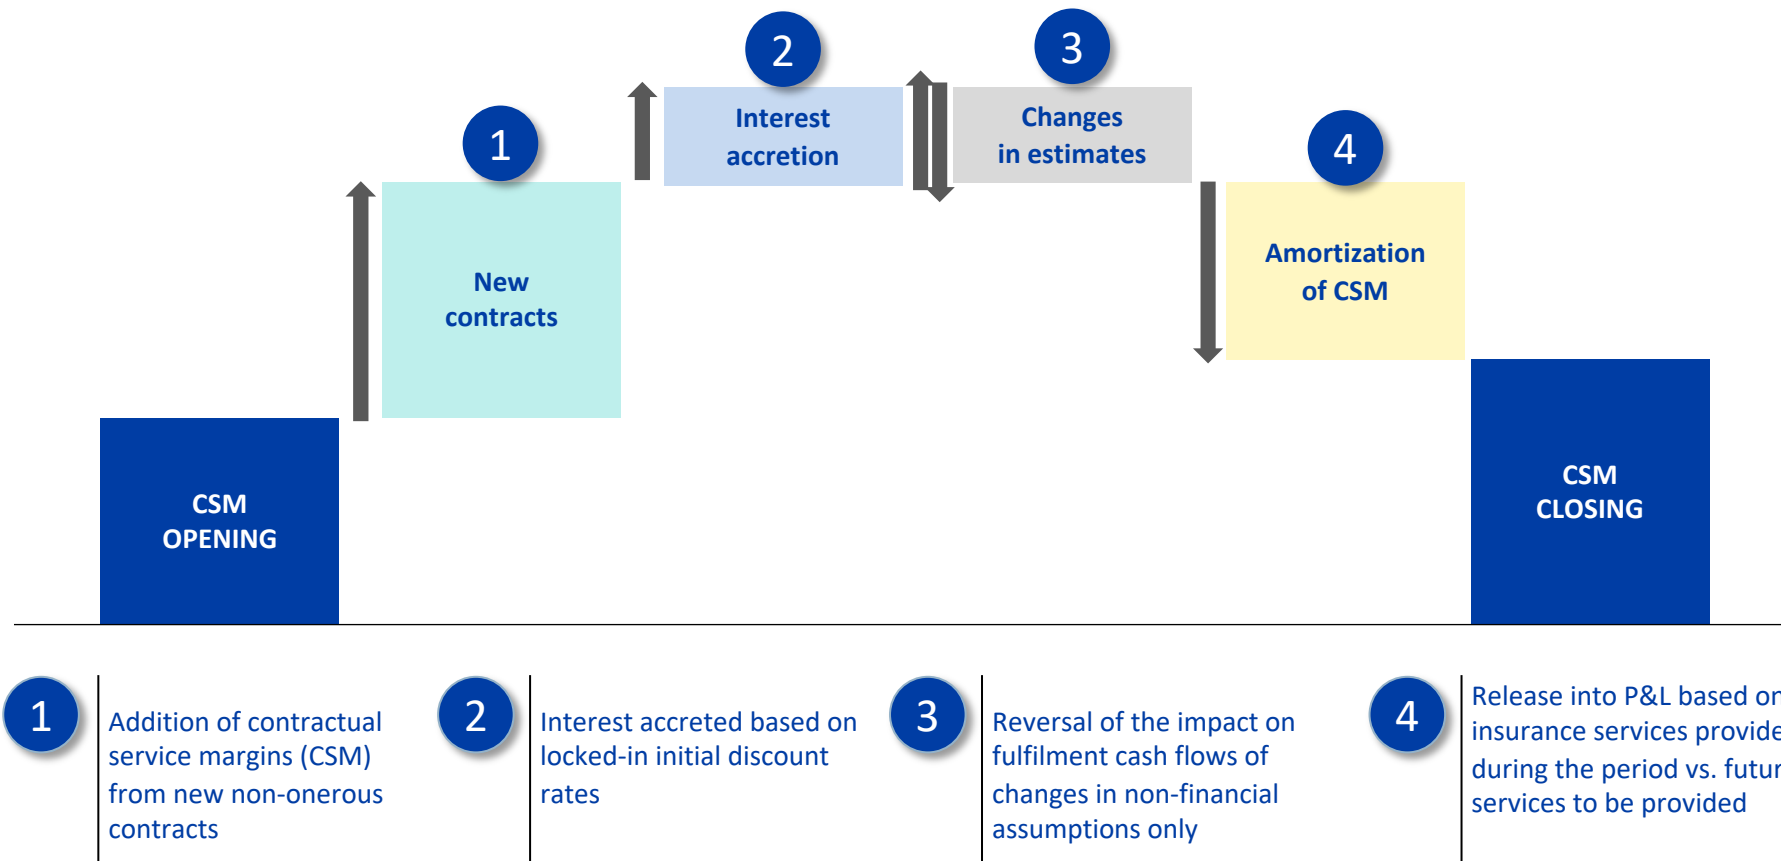 2
Interest
accretion
3
Changes
in estimates
1
New
contracts
4
Amortization
of CSM
CSM
OPENING
CSM
CLOSING
1
Addition of contractual
service margins (CSM)
from new non-onerous
contracts
2
Interest accreted based on
locked-in initial discount
rates
3
Reversal of the impact on
fulfilment cash flows of
changes in non-financial
assumptions only
4
Release into P&L based on
insurance services provide
during the period vs. futur
services to be provided